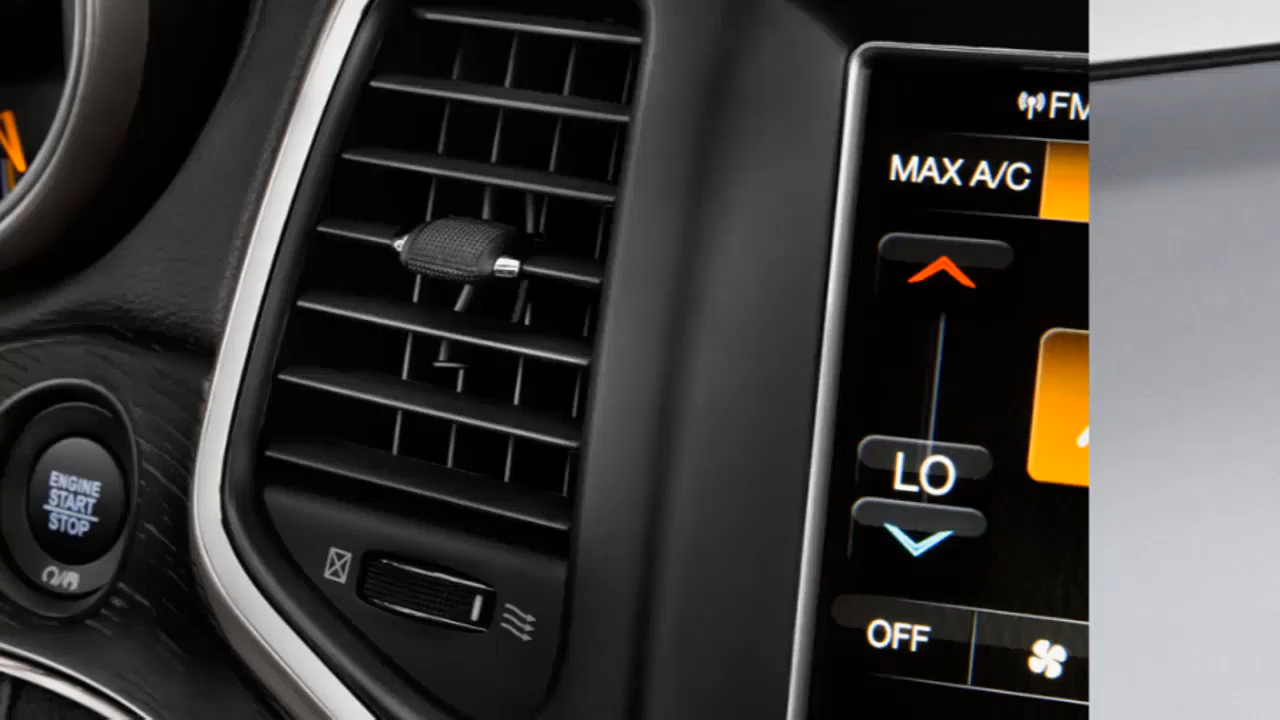 FM
MAX A/C
LO
OFF
ENGINE
START
STOP